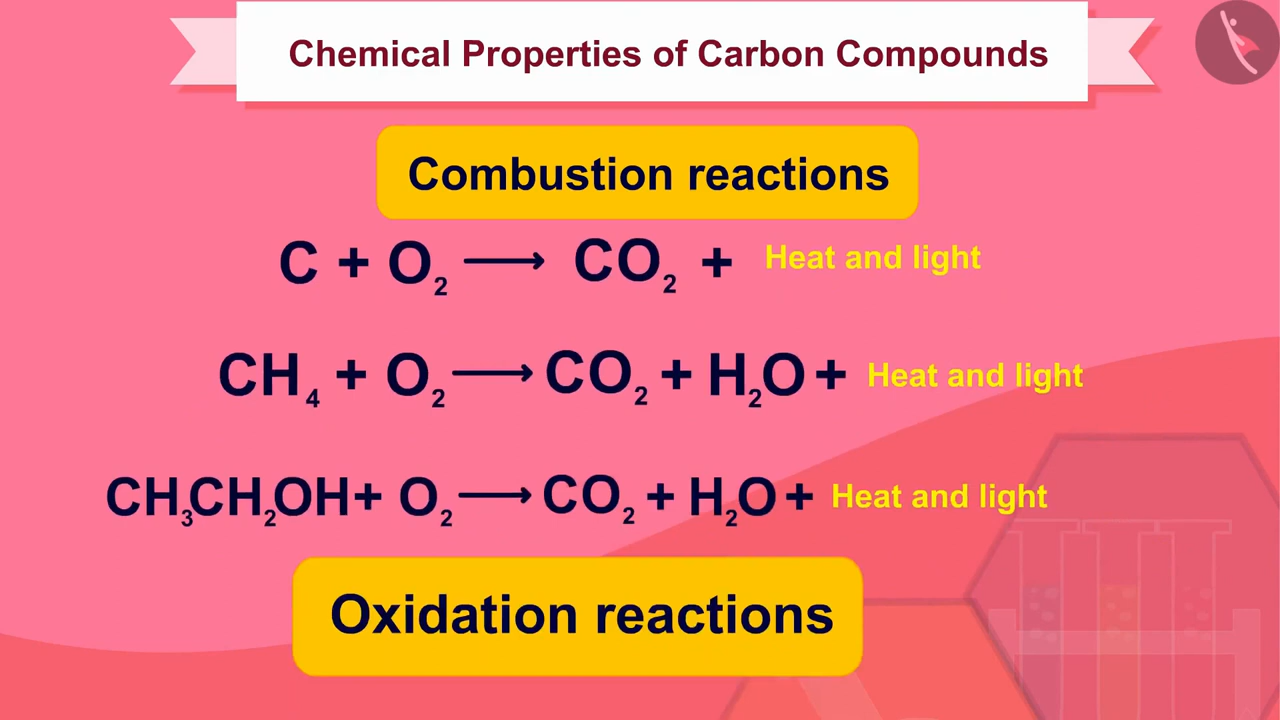 Chemical Properties of Carbon Compounds
Combustion reactions
C + O₂ ⟶ CO₂ + Heat and light
CH₄ + O₂ ⟶ CO₂ + H₂O + Heat and light
CH₃CH₂OH + O₂ ⟶ CO₂ + H₂O + Heat and light
Oxidation reactions